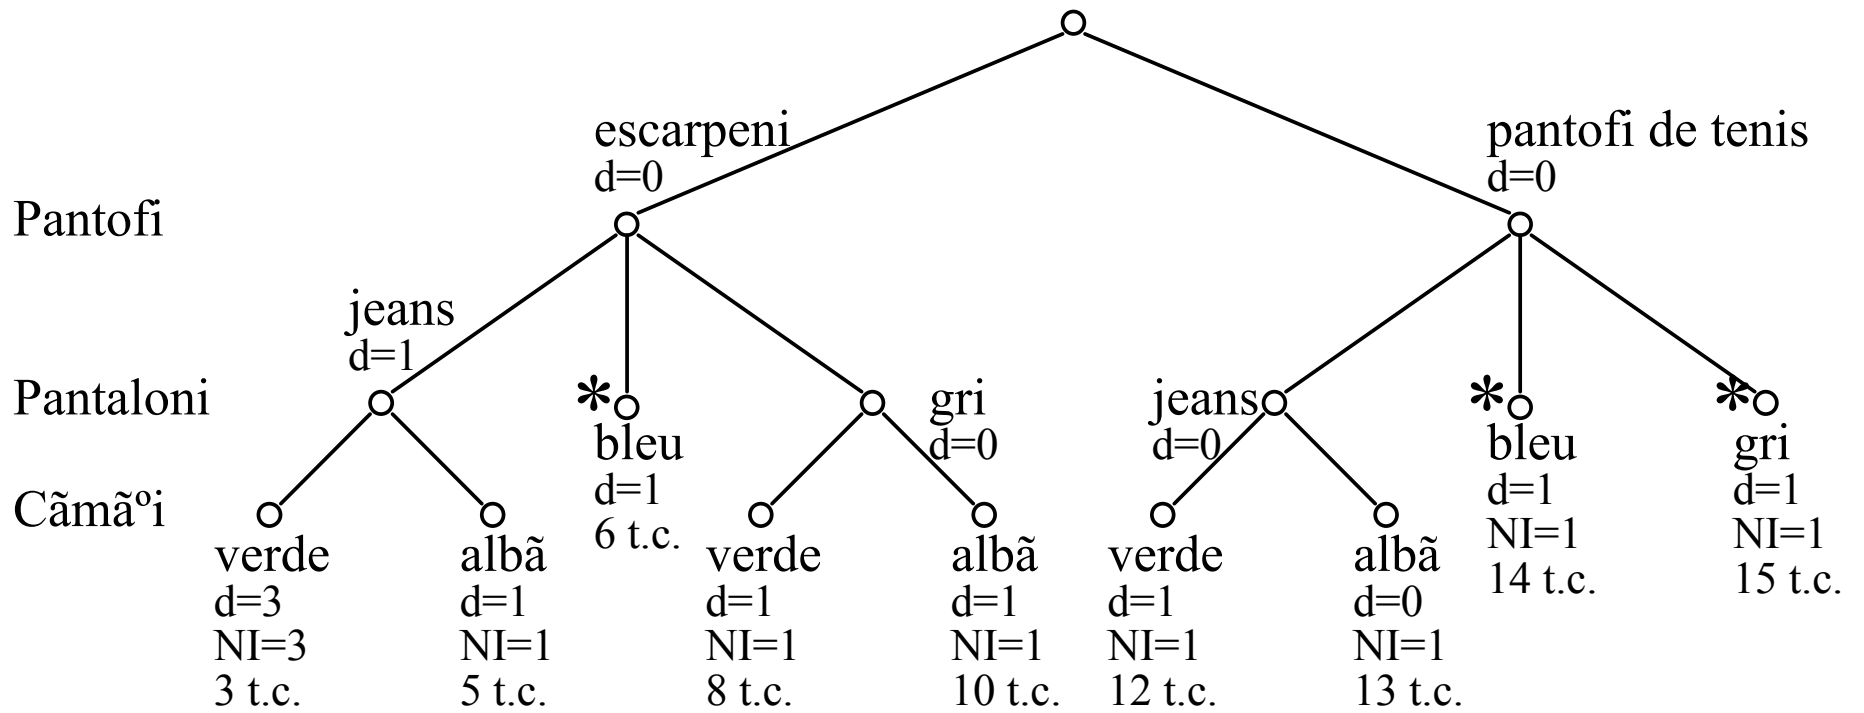 escarpeni
d=0
pantofi de tenis
d=0
Pantofi
jeans
d=1
Pantaloni
*
bleu
d=1
6 t.c.
gri
d=0
jeans
d=0
*
bleu
d=1
NI=1
14 t.c.
*
gri
d=1
NI=1
15 t.c.
Cãmãºi
verde
d=3
NI=3
3 t.c.
albã
d=1
NI=1
5 t.c.
verde
d=1
NI=1
8 t.c.
albã
d=1
NI=1
10 t.c.
verde
d=1
NI=1
12 t.c.
albã
d=0
NI=1
13 t.c.